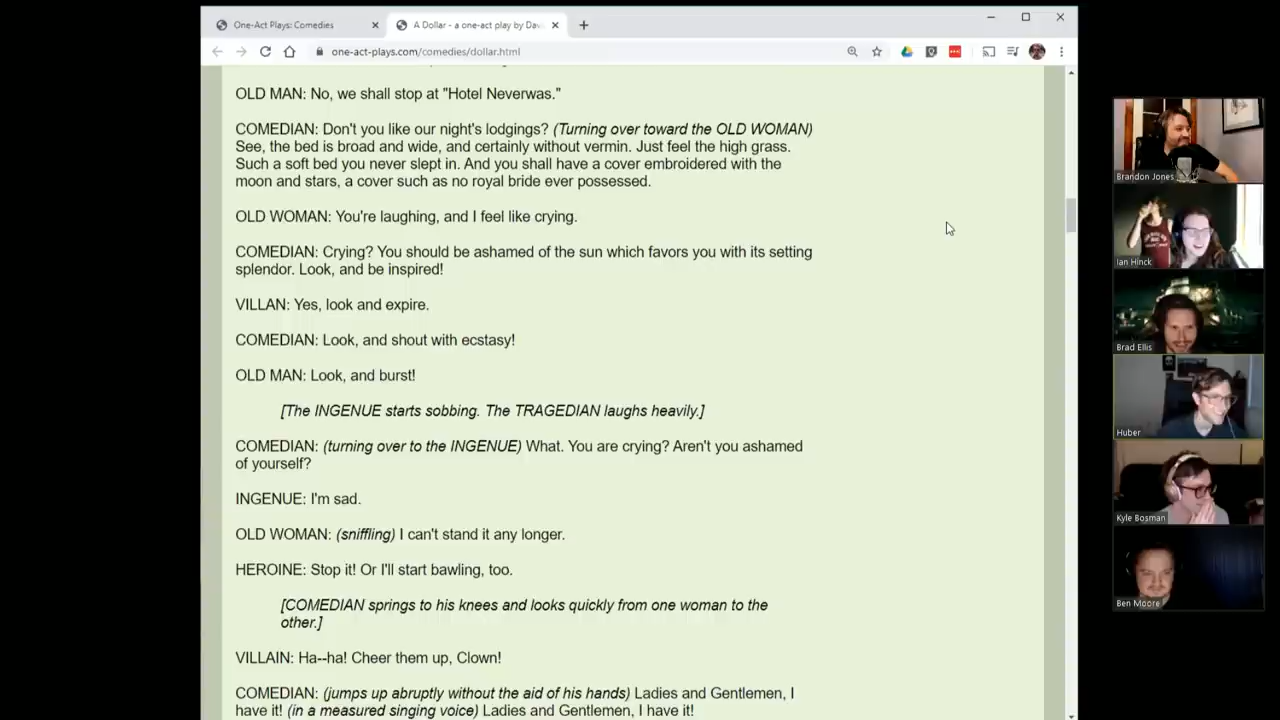 One-Act Plays: Comedies
A Dollar - a one-act play by Dav
one-act-plays.com/comedies/dollar.html
OLD MAN: No, we shall stop at "Hotel Neverwas."
COMEDIAN: Don't you like our night's lodgings? (Turning over toward the OLD WOMAN)
See, the bed is broad and wide, and certainly without vermin. Just feel the high grass.
Such a soft bed you never slept in. And you shall have a cover embroidered with the
moon and stars, a cover such as no royal bride ever possessed.
OLD WOMAN: You're laughing, and I feel like crying.
COMEDIAN: Crying? You should be ashamed of the sun which favors you with its setting
splendor. Look, and be inspired!
VILLAN: Yes, look and expire.
COMEDIAN: Look, and shout with ecstasy!
OLD MAN: Look, and burst!
[The INGENUE starts sobbing. The TRAGEDIAN laughs heavily.]
COMEDIAN: (turning over to the INGENUE) What. You are crying? Aren't you ashamed
of yourself?
INGENUE: I'm sad.
OLD WOMAN: (sniffling) I can't stand it any longer.
HEROINE: Stop it! Or I'll start bawling, too.
[COMEDIAN springs to his knees and looks quickly from one woman to the
other.]
VILLAIN: Ha--ha! Cheer them up, Clown!
COMEDIAN: (jumps up abruptly without the aid of his hands) Ladies and Gentlemen, I
have it! (in a measured singing voice) Ladies and Gentlemen, I have it!
Brandon Jones
Ian Hinck
Brad Ellis
Huber
Kyle Bosman
Ben Moore